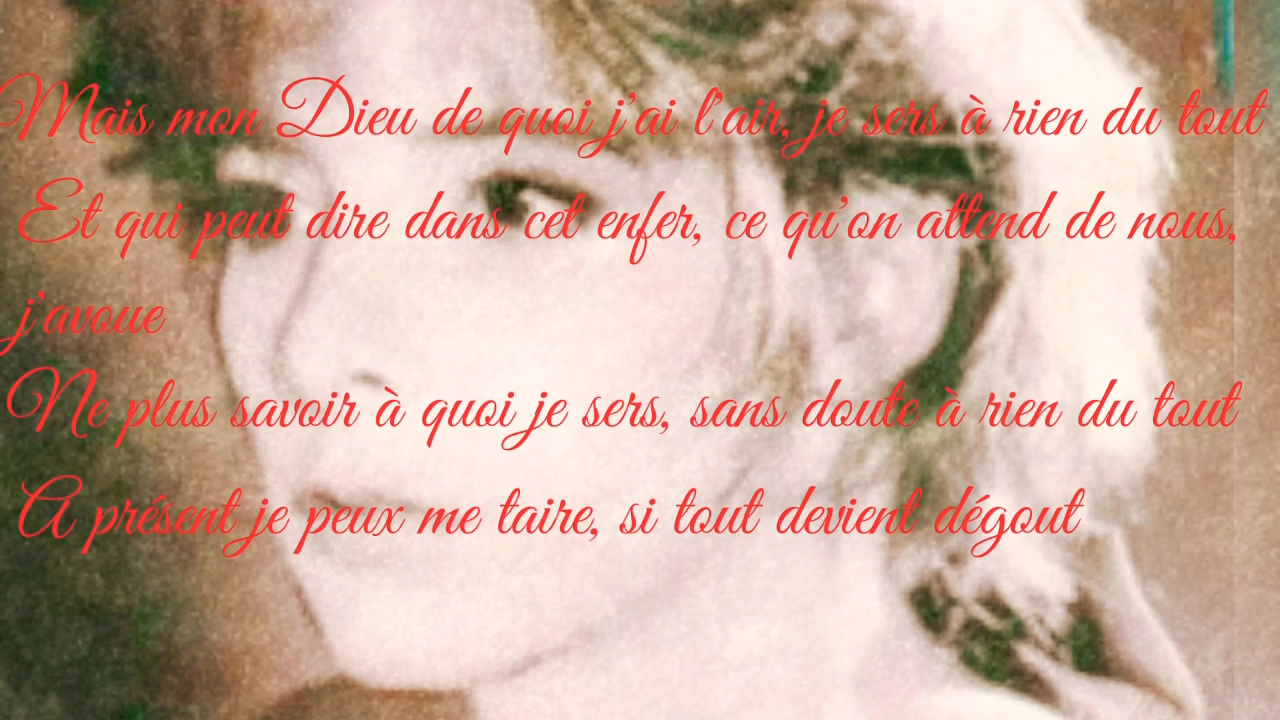 Mais mon Dieu de quoi j'ai l'air, je sers à rien du tout
Et qui peut dire dans cet enfer, ce qu'on attend de nous,
j'avoue
Ne plus savoir à quoi je sers, sans doute à rien du tout
A présent je peux me taire, si tout devient dégout